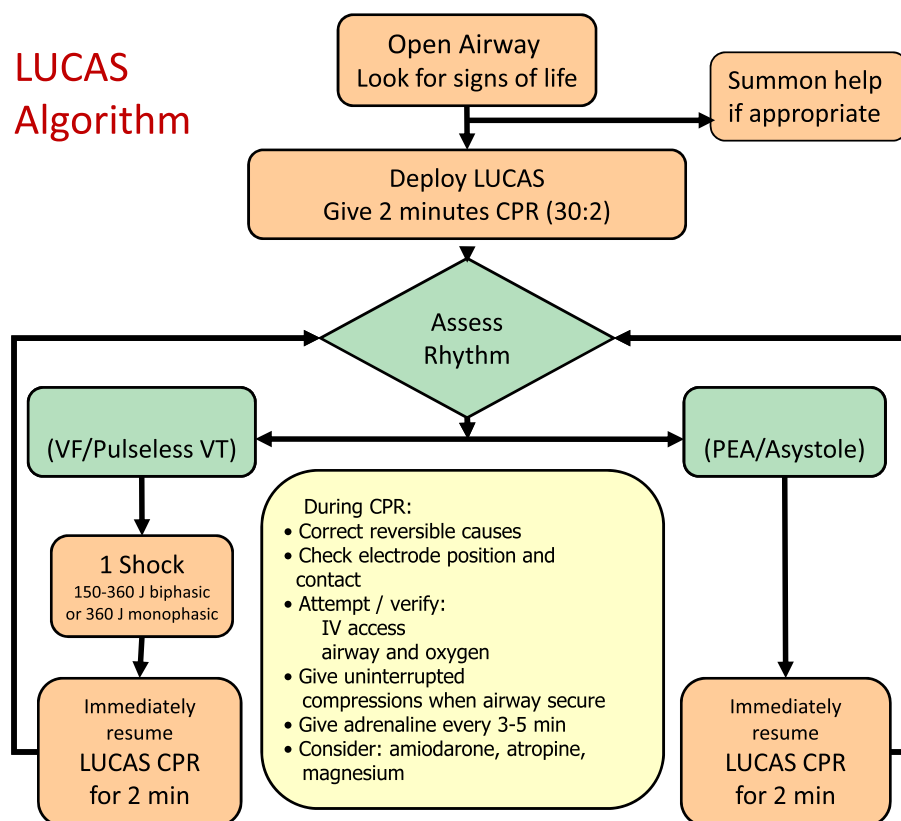 LUCAS
Algorithm
Open Airway
Look for signs of life
Summon help
if appropriate
Deploy LUCAS
Give 2 minutes CPR (30:2)
Assess
Rhythm
(VF/Pulseless VT)
(PEA/Asystole)
1 Shock
150-360 J biphasic
or 360 J monophasic
During CPR:
• Correct reversible causes
• Check electrode position and
contact
• Attempt / verify:
IV access
airway and oxygen
• Give uninterrupted
compressions when airway secure
• Give adrenaline every 3-5 min
• Consider: amiodarone, atropine,
magnesium
Immediately
resume
LUCAS CPR
for 2 min
Immediately
resume
LUCAS CPR
for 2 min